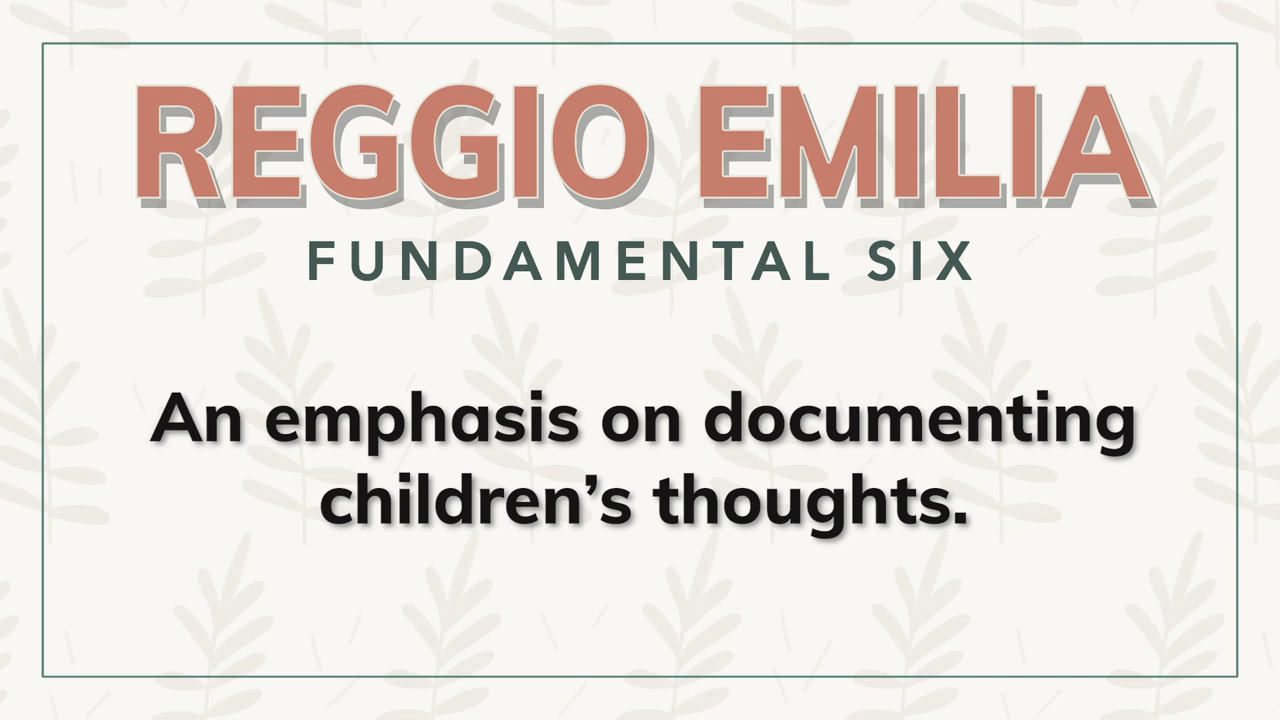 REGGIO EMILIA
FUNDAMENTAL SIX
An emphasis on documenting
children’s thoughts.